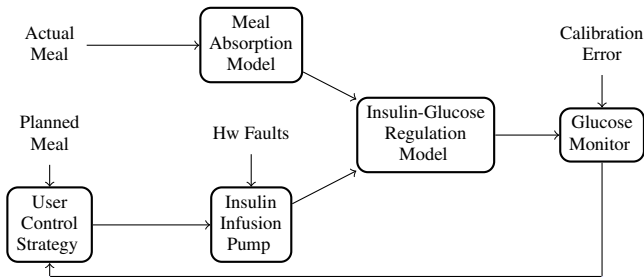 Actual
Meal
Meal
Absorption
Model
Calibration
Error
Planned
Meal
Hw Faults
Insulin-Glucose
Regulation
Model
Glucose
Monitor
User
Control
Strategy
Insulin
Infusion
Pump